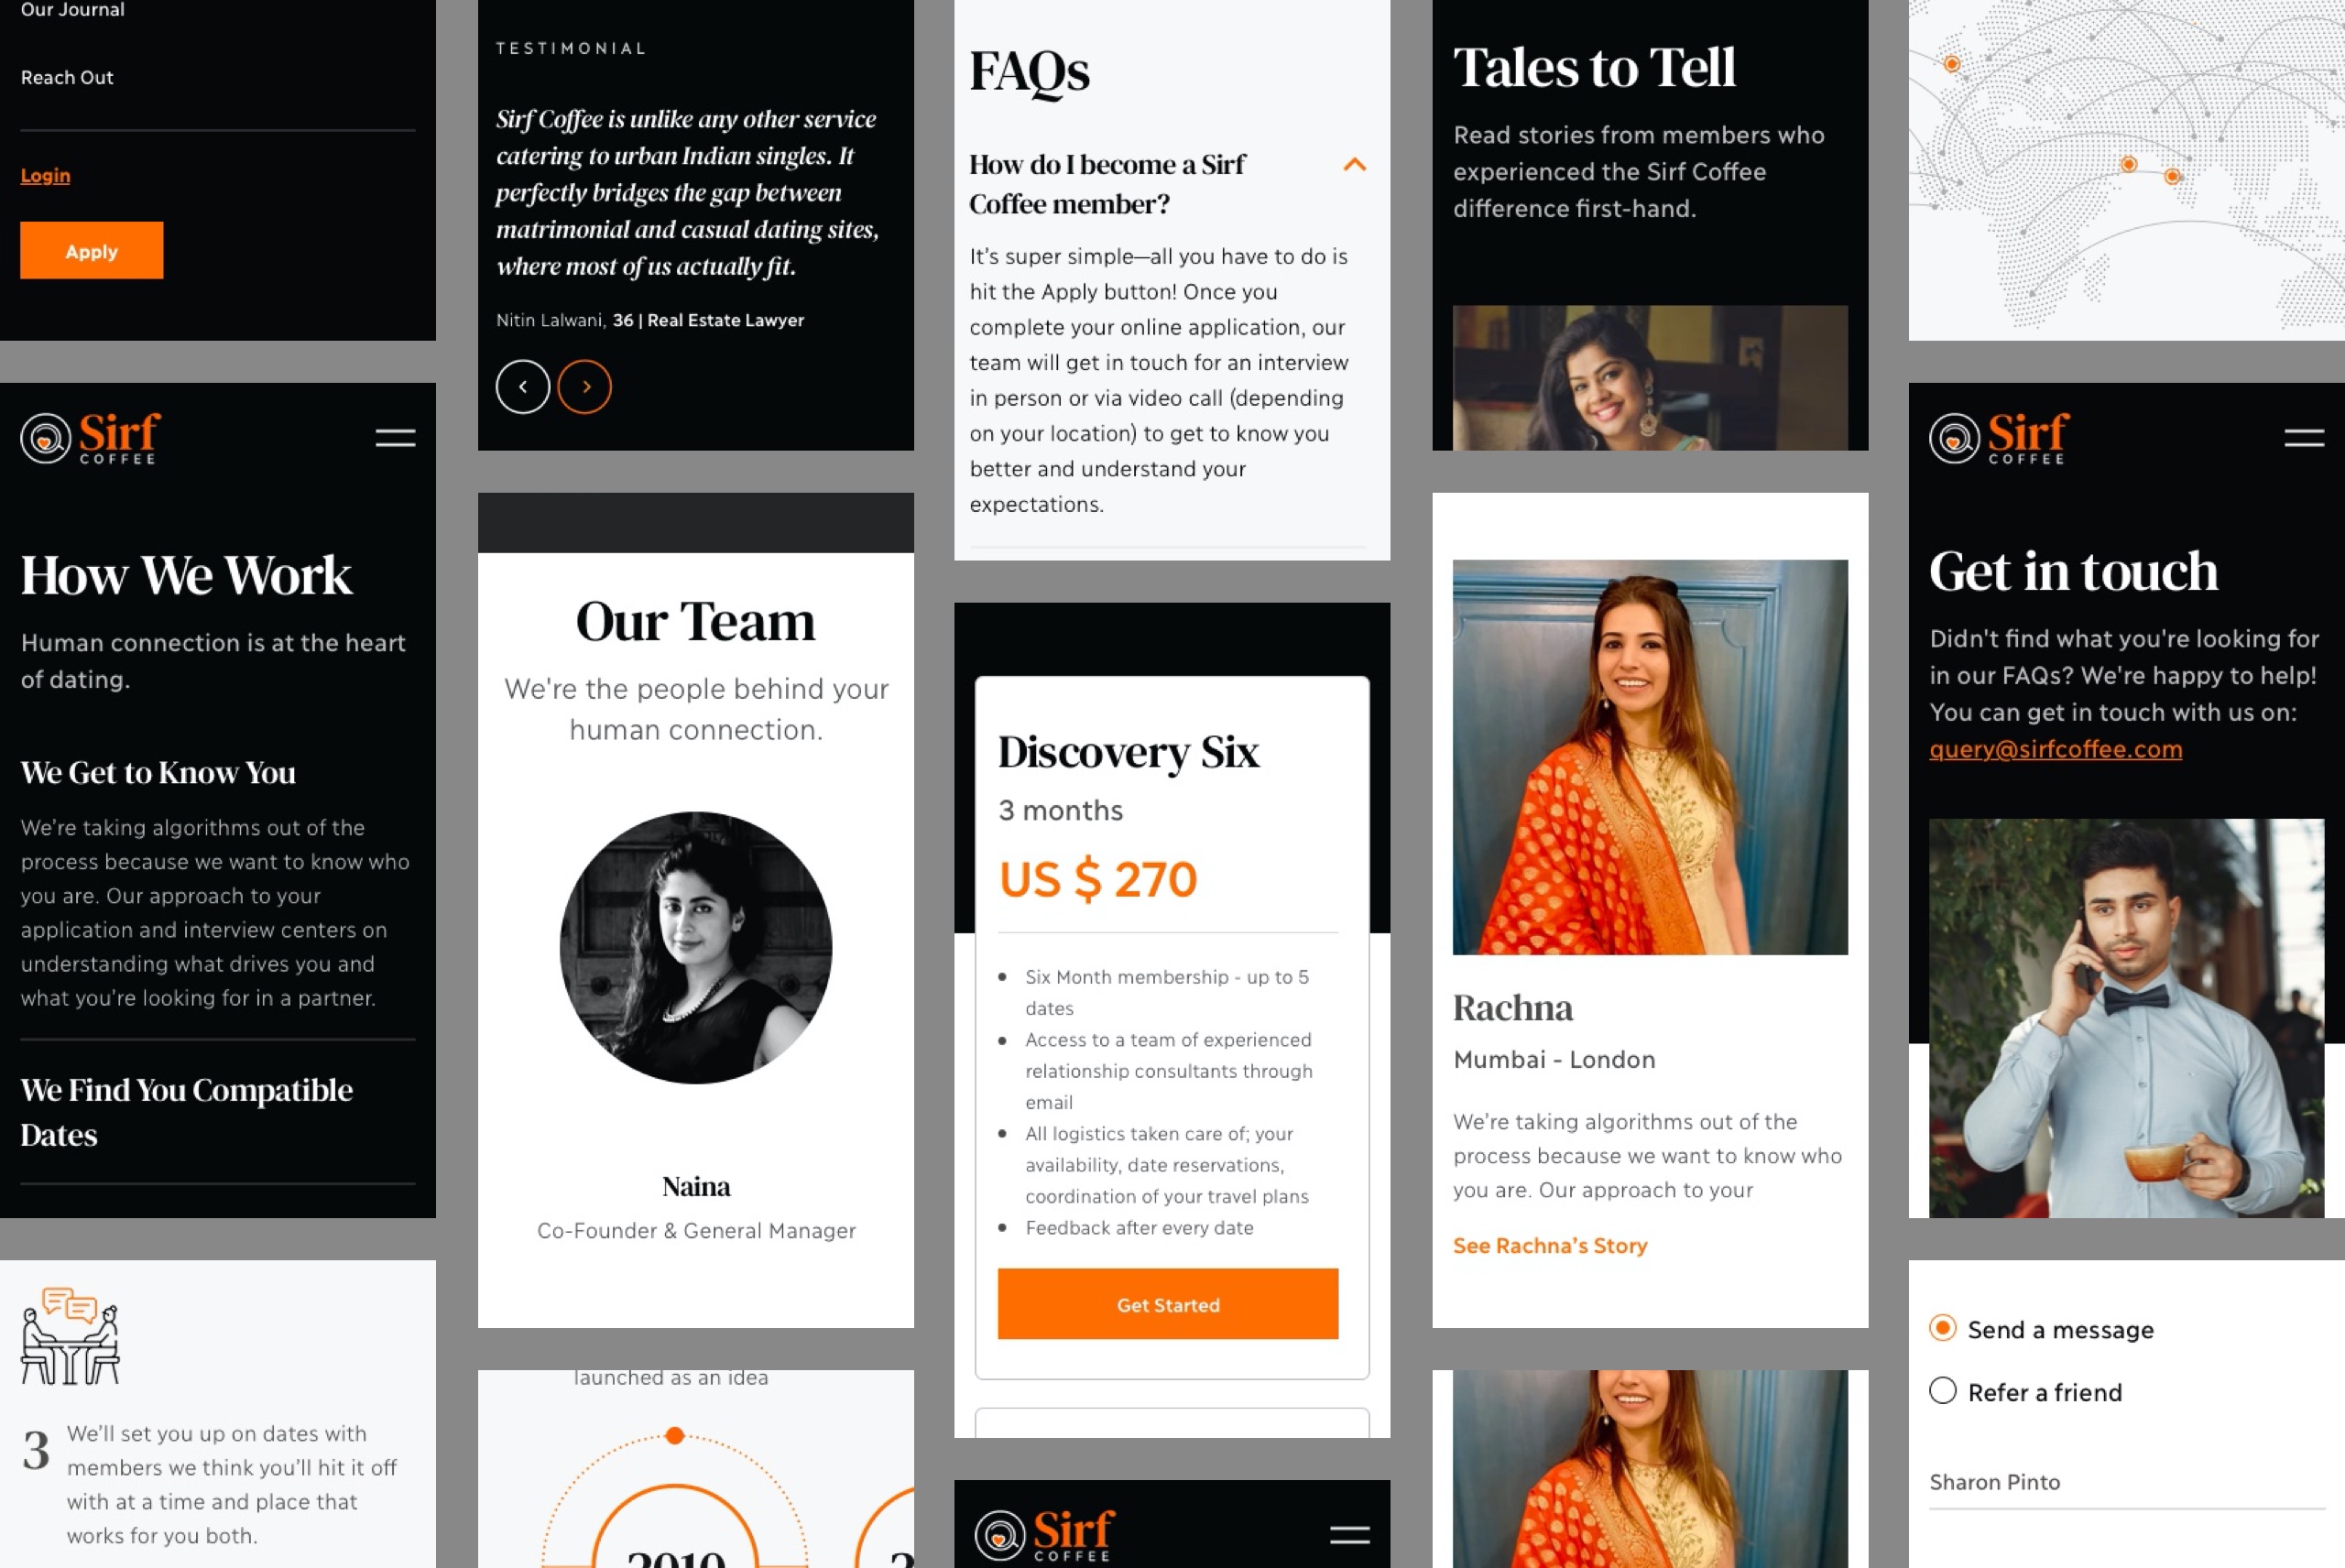 Our Journal
Reach Out
Login
Apply
Sirf
COFFEE
How We Work
Human connection is at the heart
of dating.
We Get to Know You
We're taking algorithms out of the
process because we want to know who
you are. Our approach to your
application and interview centers on
understanding what drives you and
what you're looking for in a partner.
We Find You Compatible
Dates
3
We'll set you up on dates with
members we think you'll hit it off
with at a time and place that
works for you both.
TESTIMONIAL
Sirf Coffee is unlike any other service
catering to urban Indian singles. It
perfectly bridges the gap between
matrimonial and casual dating sites,
where most of us actually fit.
Nitin Lalwani, 36 | Real Estate Lawyer
Our Team
We're the people behind your
human connection.
Naina
Co-Founder & General Manager
launched as an idea
2010
FAQs
How do I become a Sirf
Coffee member?
It's super simple—all you have to do is
hit the Apply button! Once you
complete your online application, our
team will get in touch for an interview
in person or via video call (depending
on your location) to get to know you
better and understand your
expectations.
Discovery Six
3 months
US $ 270
Six Month membership - up to 5
dates
Access to a team of experienced
relationship consultants through
email
All logistics taken care of; your
availability, date reservations,
coordination of your travel plans
Feedback after every date
Get Started
Sirf
COFFEE
Tales to Tell
Read stories from members who
experienced the Sirf Coffee
difference first-hand.
Rachna
Mumbai - London
We're taking algorithms out of the
process because we want to know who
you are. Our approach to your
See Rachna's Story
Sirf
COFFEE
Get in touch
Didn't find what you're looking for
in our FAQs? We're happy to help!
You can get in touch with us on:
query@sirfcoffee.com
Send a message
Refer a friend
Sharon Pinto